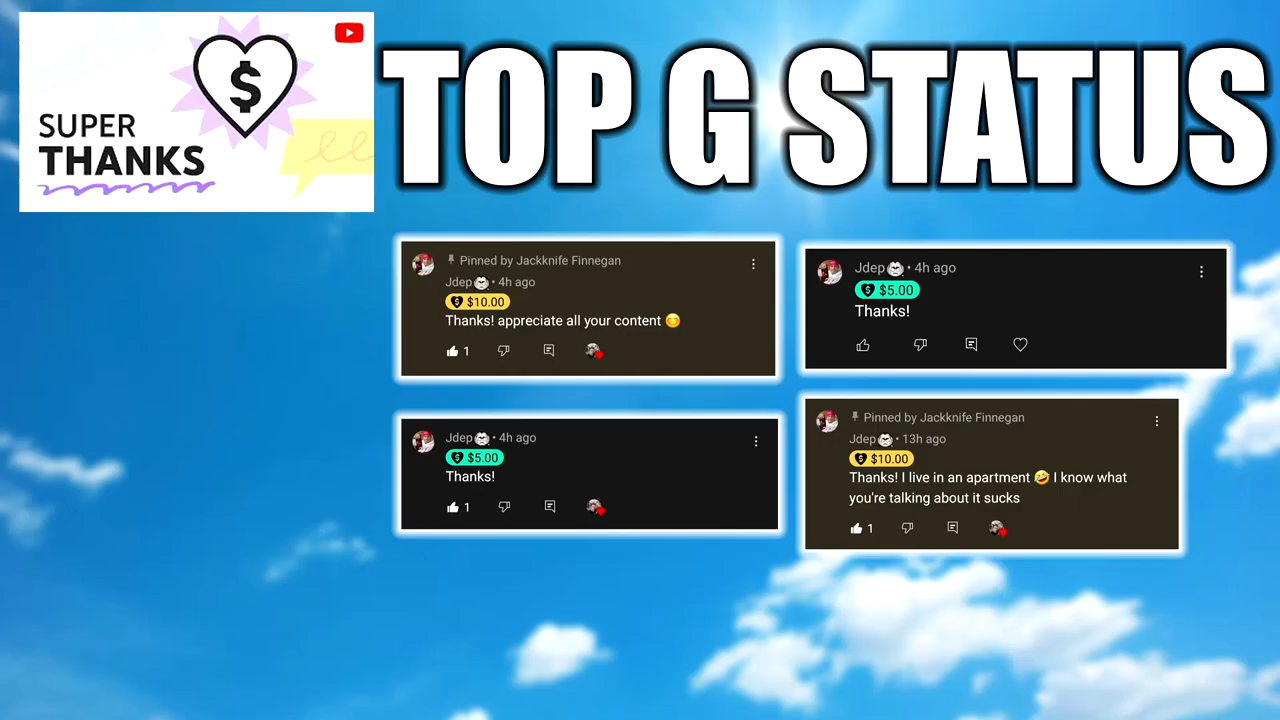 SUPER
THANKS
TOP G STATUS
Pinned by Jackknife Finnegan
Jdep • 4h ago
$10.00
Thanks! appreciate all your content 😊
1
Jdep • 4h ago
$5.00
Thanks!
Jdep • 4h ago
$5.00
Thanks!
1
Pinned by Jackknife Finnegan
Jdep • 13h ago
$10.00
Thanks! I live in an apartment 🤣 I know what
you're talking about it sucks
1